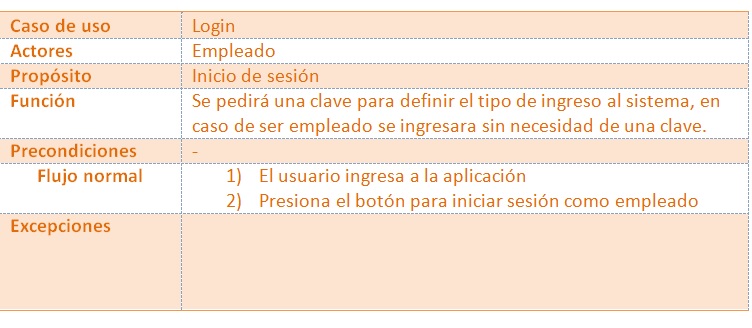 Caso de uso Login
Actores Empleado
Propósito Inicio de sesión
Función Se pedirá una clave para definir el tipo de ingreso al sistema, en
caso de ser empleado se ingresara sin necesidad de una clave.
Precondiciones -
Flujo normal 1) El usuario ingresa a la aplicación
2) Presiona el botón para iniciar sesión como empleado
Excepciones